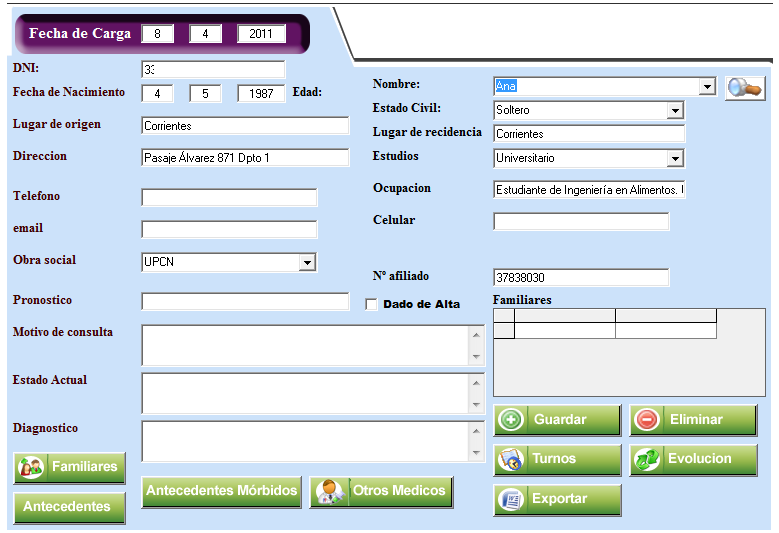 Fecha de Carga 8 4 2011
DNI: 33
Fecha de Nacimiento 4 5 1987 Edad:
Nombre: Ana
Estado Civil: Soltero
Lugar de origen Corrientes
Lugar de recidencia Corrientes
Direccion Pasaje Álvarez 871 Dpto 1
Estudios Universitario
Ocupacion Estudiante de Ingeniería en Alimentos.
Telefono
Celular
email
Obra social UPCN
Nº afiliado 37838030
Pronóstico
Dado de Alta
Familiares
Motivo de consulta
Estado Actual
Diagnostico
Guardar
Eliminar
Familiares
Turnos
Evolucion
Antecedentes
Antecedentes Mórbidos
Otros Medicos
Exportar